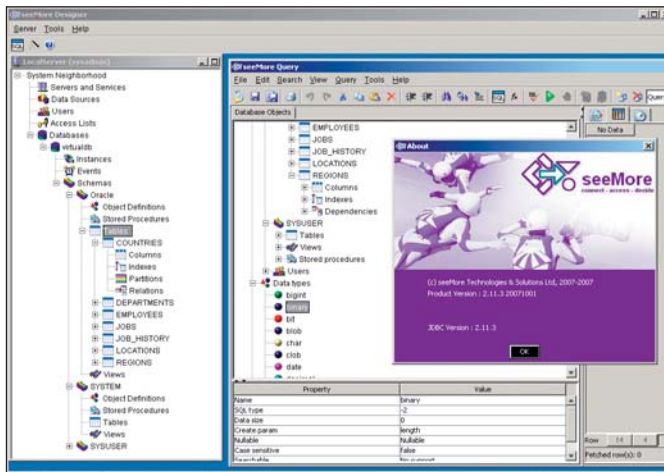 seeMore Designer
Server Tools Help
LocalServer (sysadmin)
System Neighborhood
Servers and Services
Data Sources
Users
Access Lists
Databases
virtualdb
Instances
Events
Schemas
Oracle
Object Definitions
Stored Procedures
Tables
COUNTRIES
Columns
Indexes
Partitions
Relations
DEPARTMENTS
EMPLOYEES
JOBS
JOB_HISTORY
LOCATIONS
REGIONS
Views
SYSTEM
Object Definitions
Stored Procedures
Tables
Views
SYSUSER
seeMore Query
File Edit Search View Query Tools Help
Database Objects
EMPLOYEES
JOBS
JOB_HISTORY
LOCATIONS
REGIONS
Columns
Indexes
Dependencies
SYSUSER
Tables
Views
Stored procedures
Users
Data types
bigint
binary
bit
blob
char
clob
date
Property Value
Name binary
SQL type -2
Data size 0
Create param length
Nullable Nullable
Case sensitive false
No Data
Row
Fetched row(s): 0
About
seeMore
connect - access - decide
(c) seeMore Technologies & Solutions Ltd, 2007-2007
Product Version : 2.11.3 20071001
JDBC Version : 2.11.3
OK